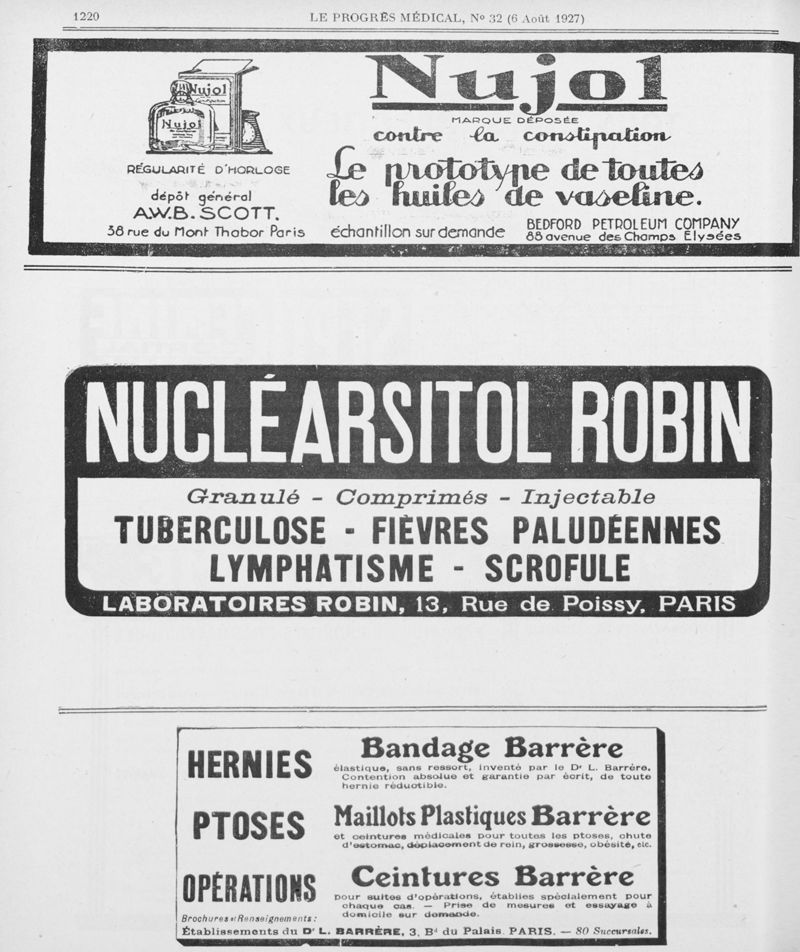 1220
LE PROGRÈS MÉDICAL, No 32 (6 Août 1927)
Nujol
Nujol
Nujol
MARQUE DÉPOSÉE
contre la constipation
RÉGULARITÉ D'HORLOGE
Le prototype de toutes
les huiles de vaseline.
dépôt général
A.W.B. SCOTT.
38 rue du Mont Thabor Paris
échantillon sur demande
BEDFORD PETROLEUM COMPANY
88 avenue des Champs Elysées
NUCLÉARSITOL ROBIN
Granulé - Comprimés - Injectable
TUBERCULOSE - FIÈVRES PALUDÉENNES
LYMPHATISME - SCROFULE
LABORATOIRES ROBIN, 13, Rue de Poissy, PARIS
HERNIES
Bandage Barrère
élastique, sans ressort, inventé par le Dr L. Barrère.
Contention absolue et garantie par écrit, de toute
hernie réductible.
PTOSES
Maillots Plastiques Barrère
et ceintures médicales pour toutes les ptoses, chute
d'estomac, déplacement de rein, grossesse, obésité, etc.
OPÉRATIONS
Ceintures Barrère
pour suites d'opérations, établies spécialement pour
chaque cas. — Prise de mesures et essayage à
domicile sur demande.
Brochures et Renseignements :
Établissements du Dr L. BARRÈRE, 3, Bd du Palais. PARIS. — 80 Succursales.